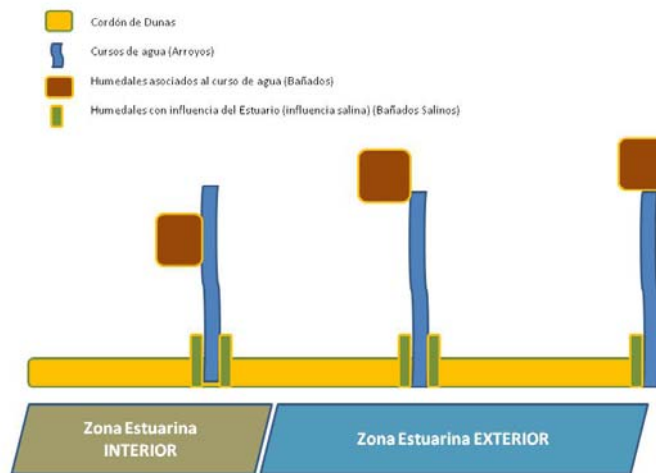 Cordón de Dunas
Cursos de agua (Arroyos)
Humedales asociados al curso de agua (Bañados)
Humedales con influencia del Estuario (influencia salina) (Bañados Salinos)
Zona Estuarina
INTERIOR
Zona Estuarina EXTERIOR